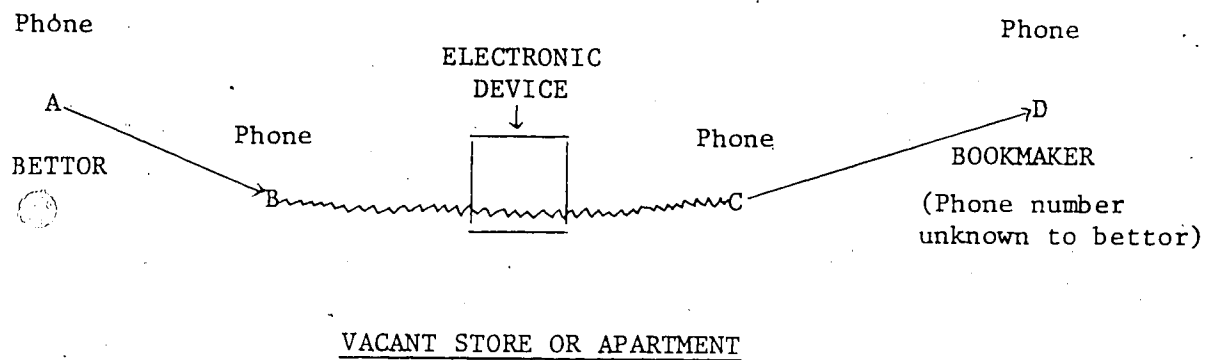 Phone
Phone
ELECTRONIC
DEVICE
A
D
Phone
Phone
BETTOR
BOOKMAKER
B
C
(Phone number
unknown to bettor)
VACANT STORE OR APARTMENT